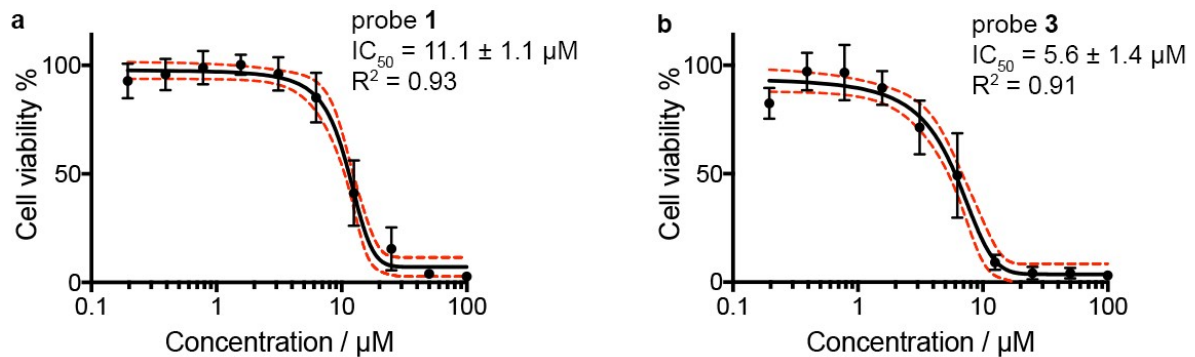 a
probe 1
IC50 = 11.1 ± 1.1 µM
R2 = 0.93
Cell viability %
100
50
0
0.1 1 10 100
Concentration / µM
b
probe 3
IC50 = 5.6 ± 1.4 µM
R2 = 0.91
Cell viability %
100
50
0
0.1 1 10 100
Concentration / µM